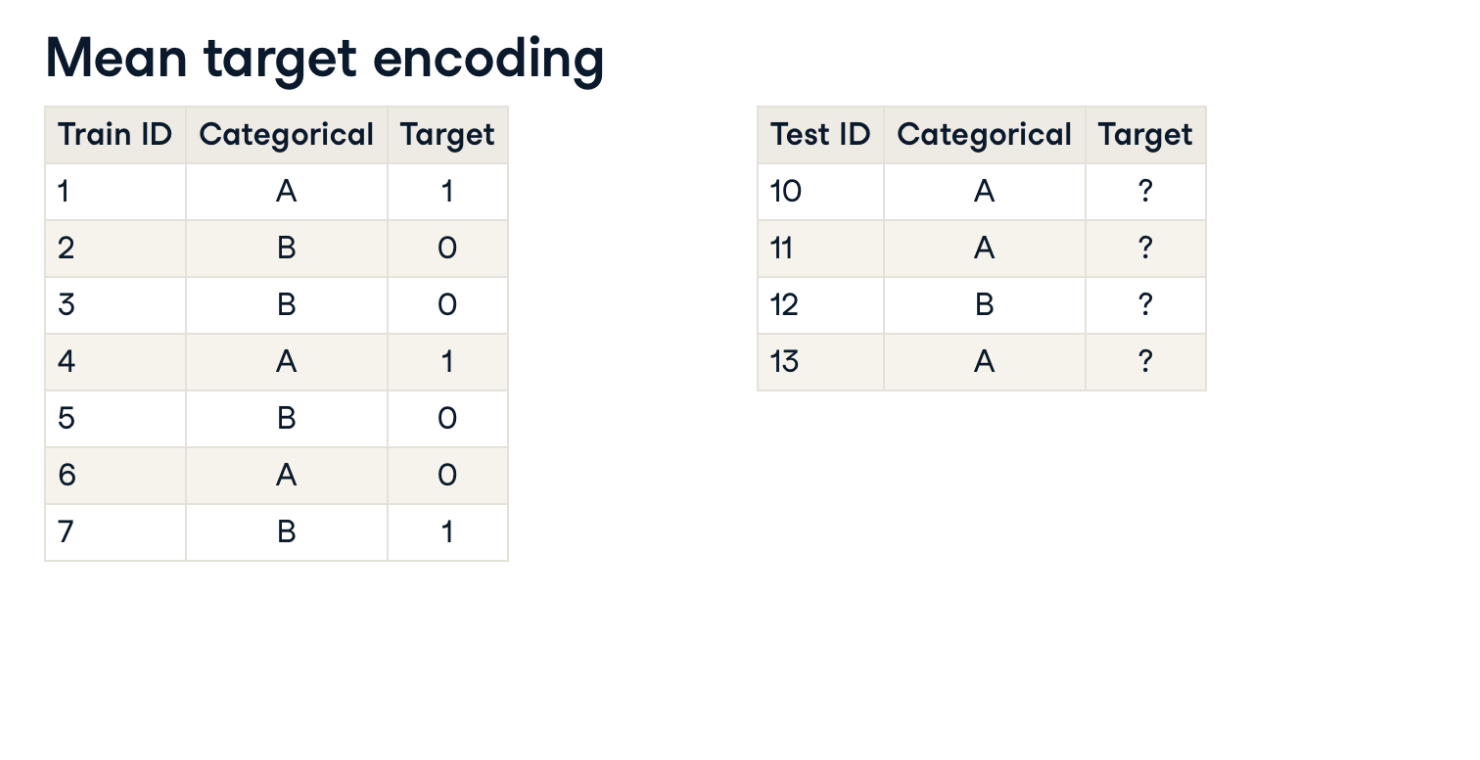 Mean target encoding
Train ID Categorical Target
1 A 1
2 B 0
3 B 0
4 A 1
5 B 0
6 A 0
7 B 1
Test ID Categorical Target
10 A ?
11 A ?
12 B ?
13 A ?